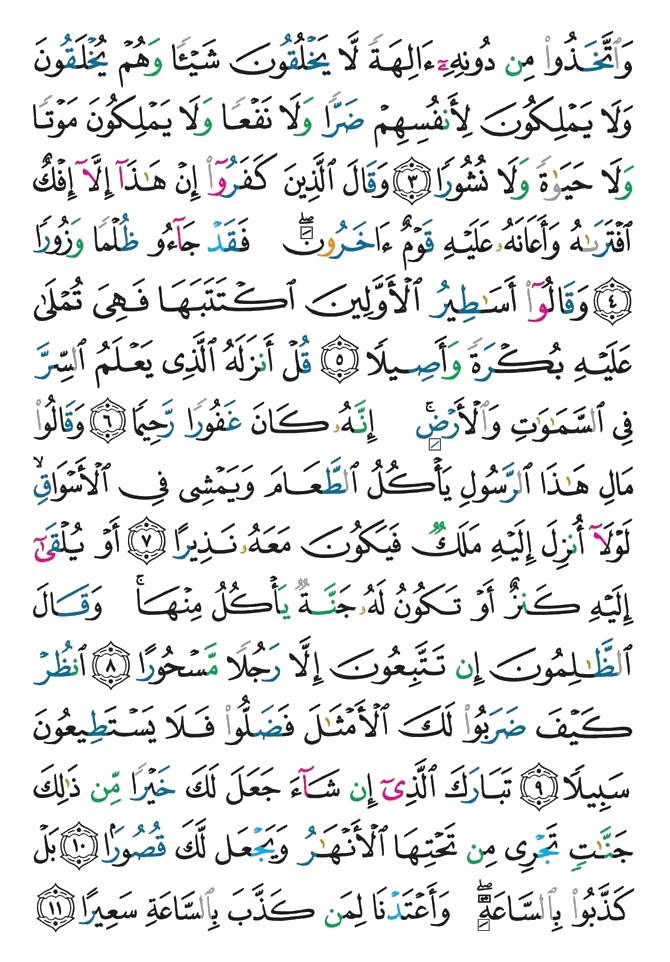 وَٱتَّخَذُوا۟ مِن دُونِهِۦٓ ءَالِهَةً لَّا يَخْلُقُونَ شَيْـًٔا وَهُمْ يُخْلَقُونَ
وَلَا يَمْلِكُونَ لِأَنفُسِهِمْ ضَرًّا وَلَا نَفْعًا وَلَا يَمْلِكُونَ مَوْتًا
وَلَا حَيَوٰةً وَلَا نُشُورًا ٣ وَقَالَ ٱلَّذِينَ كَفَرُوٓا۟ إِنْ هَـٰذَآ إِلَّآ إِفْكٌ
ٱفْتَرَىٰهُ وَأَعَانَهُۥ عَلَيْهِ قَوْمٌ ءَاخَرُونَ ۖ فَقَدْ جَآءُو ظُلْمًا وَزُورًا
٤ وَقَالُوٓا۟ أَسَـٰطِيرُ ٱلْأَوَّلِينَ ٱكْتَتَبَهَا فَهِىَ تُمْلَىٰ
عَلَيْهِ بُكْرَةً وَأَصِيلًا ٥ قُلْ أَنزَلَهُ ٱلَّذِى يَعْلَمُ ٱلسِّرَّ
فِى ٱلسَّمَـٰوَٰتِ وَٱلْأَرْضِ ۚ إِنَّهُۥ كَانَ غَفُورًا رَّحِيمًا ٦ وَقَالُوا۟
مَالِ هَـٰذَا ٱلرَّسُولِ يَأْكُلُ ٱلطَّعَامَ وَيَمْشِى فِى ٱلْأَسْوَاقِ ۙ
لَوْلَآ أُنزِلَ إِلَيْهِ مَلَكٌ فَيَكُونَ مَعَهُۥ نَذِيرًا ٧ أَوْ يُلْقَىٰٓ
إِلَيْهِ كَنزٌ أَوْ تَكُونُ لَهُۥ جَنَّةٌ يَأْكُلُ مِنْهَا ۚ وَقَالَ
ٱلظَّـٰلِمُونَ إِن تَتَّبِعُونَ إِلَّا رَجُلًا مَّسْحُورًا ٨ ٱنظُرْ
كَيْفَ ضَرَبُوا۟ لَكَ ٱلْأَمْثَـٰلَ فَضَلُّوا۟ فَلَا يَسْتَطِيعُونَ
سَبِيلًا ٩ تَبَارَكَ ٱلَّذِىٓ إِن شَآءَ جَعَلَ لَكَ خَيْرًا مِّن ذَٰلِكَ
جَنَّـٰتٍ تَجْرِى مِن تَحْتِهَا ٱلْأَنْهَـٰرُ وَيَجْعَل لَّكَ قُصُورًۢا ١٠ بَلْ
كَذَّبُوا۟ بِٱلسَّاعَةِ ۖ وَأَعْتَدْنَا لِمَن كَذَّبَ بِٱلسَّاعَةِ سَعِيرًا ١١